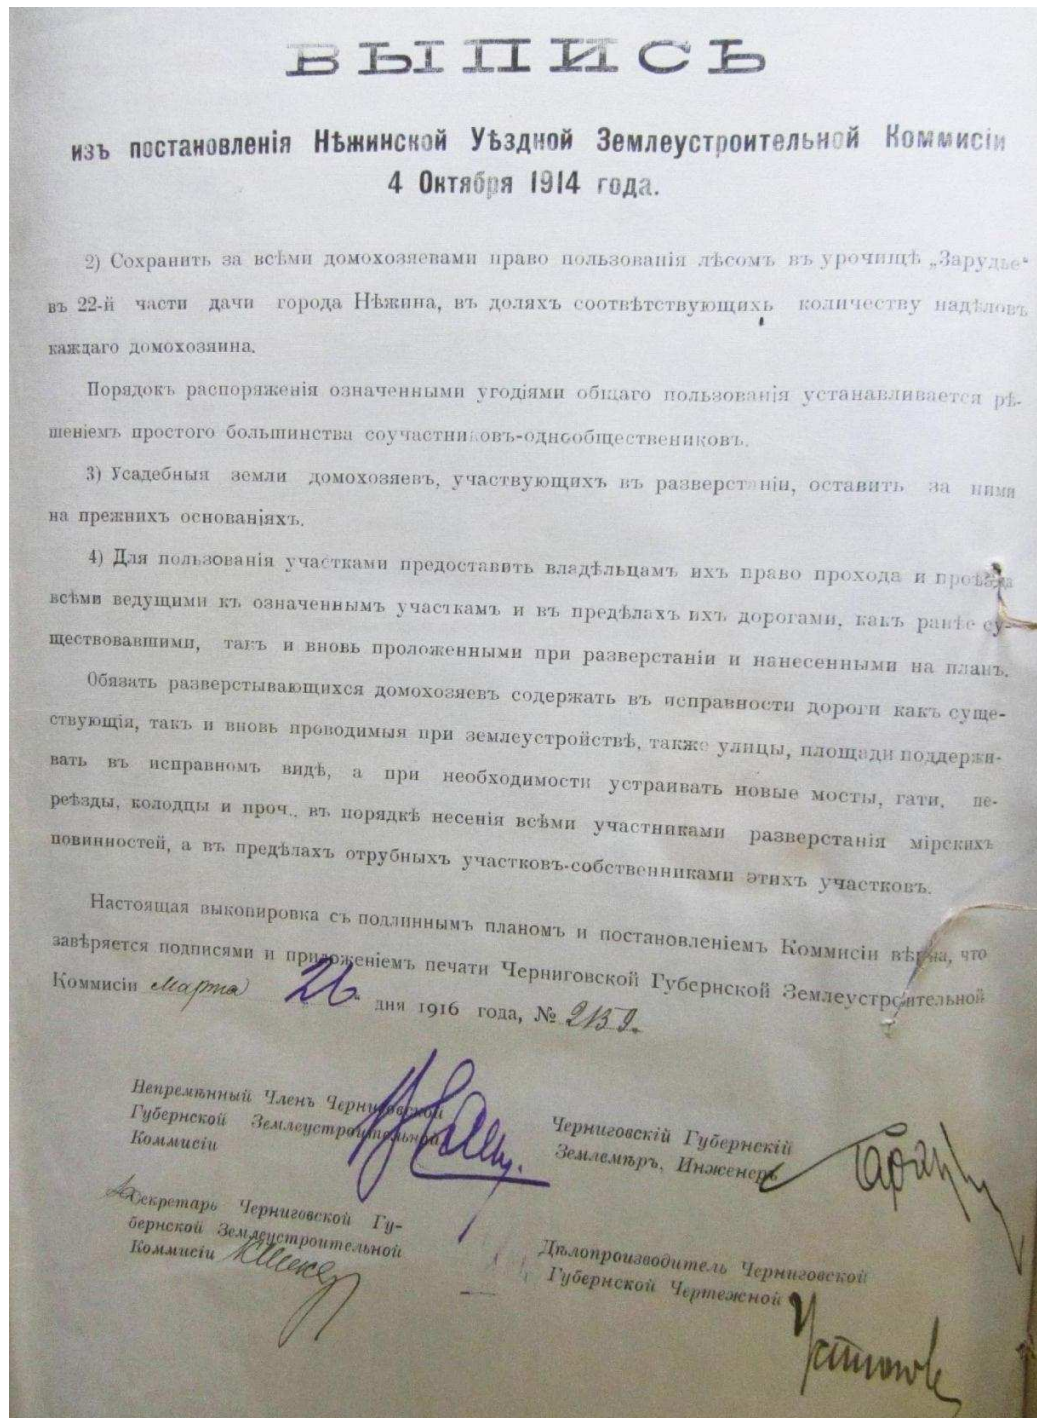 ВЫПИСЬ
изъ постановленія Нѣжинской Уѣздной Землеустроительной Коммисіи
4 Октября 1914 года.
2) Сохранить за всѣми домохозяевами право пользованія лѣсомъ въ урочищѣ „Зарудье“
въ 22-й части дачи города Нѣжина, въ доляхъ соотвѣтствующихъ количеству надѣловъ
каждаго домохозяина.
Порядокъ распоряженія означенными угодіями общаго пользованія устанавливается рѣ-
шеніемъ простого большинства соучастниковъ-однообщественниковъ.
3) Усадебныя земли домохозяевъ, участвующихъ въ разверстаніи, оставить за ними
на прежнихъ основаніяхъ.
4) Для пользованія участками предоставить владѣльцамъ ихъ право прохода и проѣзда
всѣми ведущими къ означеннымъ участкамъ и въ предѣлахъ ихъ дорогами, какъ ранѣе су-
ществовавшими, такъ и вновь проложенными при разверстаніи и нанесенными на планъ.
Обязать разверстывающихся домохозяевъ содержать въ исправности дороги какъ суще-
ствующія, такъ и вновь проводимыя при землеустройствѣ, также улицы, площади поддержи-
вать въ исправномъ видѣ, а при необходимости устраивать новые мосты, гати, пе-
реѣзды, колодцы и проч., въ порядкѣ несенія всѣми участниками разверстанія мірскихъ
повинностей, а въ предѣлахъ отрубныхъ участковъ-собственниками этихъ участковъ.
Настоящая выкопировка съ подлиннымъ планомъ и постановленіемъ Коммисіи вѣрна, что
завѣряется подписями и приложеніемъ печати Черниговской Губернской Землеустроительной
Коммисіи Марта 26 дня 1916 года, №
Непремѣнный Членъ Черниговской
Губернской Землеустроительной
Коммисіи
Черниговскій Губернскій
Землемѣръ, Инженеръ
Секретарь Черниговской Гу-
бернской Землеустроительной
Коммисіи
Дѣлопроизводитель Черниговской
Губернской Чертежной